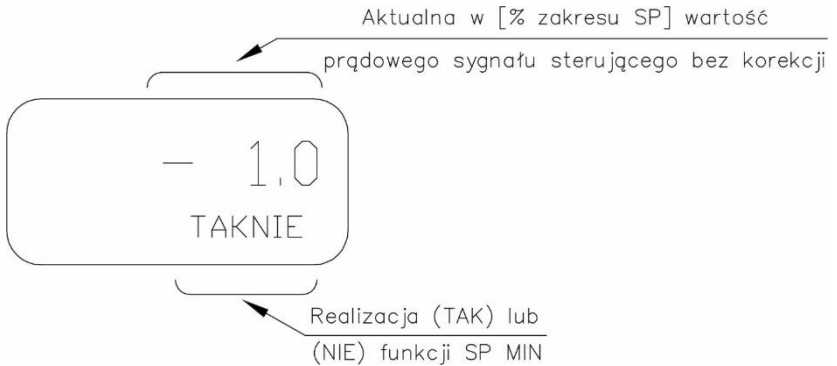 Aktualna w [% zakresu SP] wartość
prądowego sygnału sterującego bez korekcji
- 1.0
TAKNIE
Realizacja (TAK) lub
(NIE) funkcji SP MIN